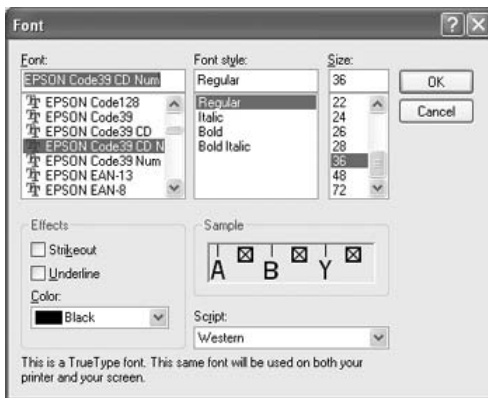 Font
Font:
EPSON Code39 CD Num
EPSON Code128
EPSON Code39
EPSON Code39 CD
EPSON Code39 CD N
EPSON Code39 Num
EPSON EAN-13
EPSON EAN-8
Font style:
Regular
Regular
Italic
Bold
Bold Italic
Size:
36
22
24
26
28
36
48
72
OK
Cancel
Effects
Strikeout
Underline
Color:
Black
Sample
A B Y
Script:
Western
This is a TrueType font. This same font will be used on both your
printer and your screen.